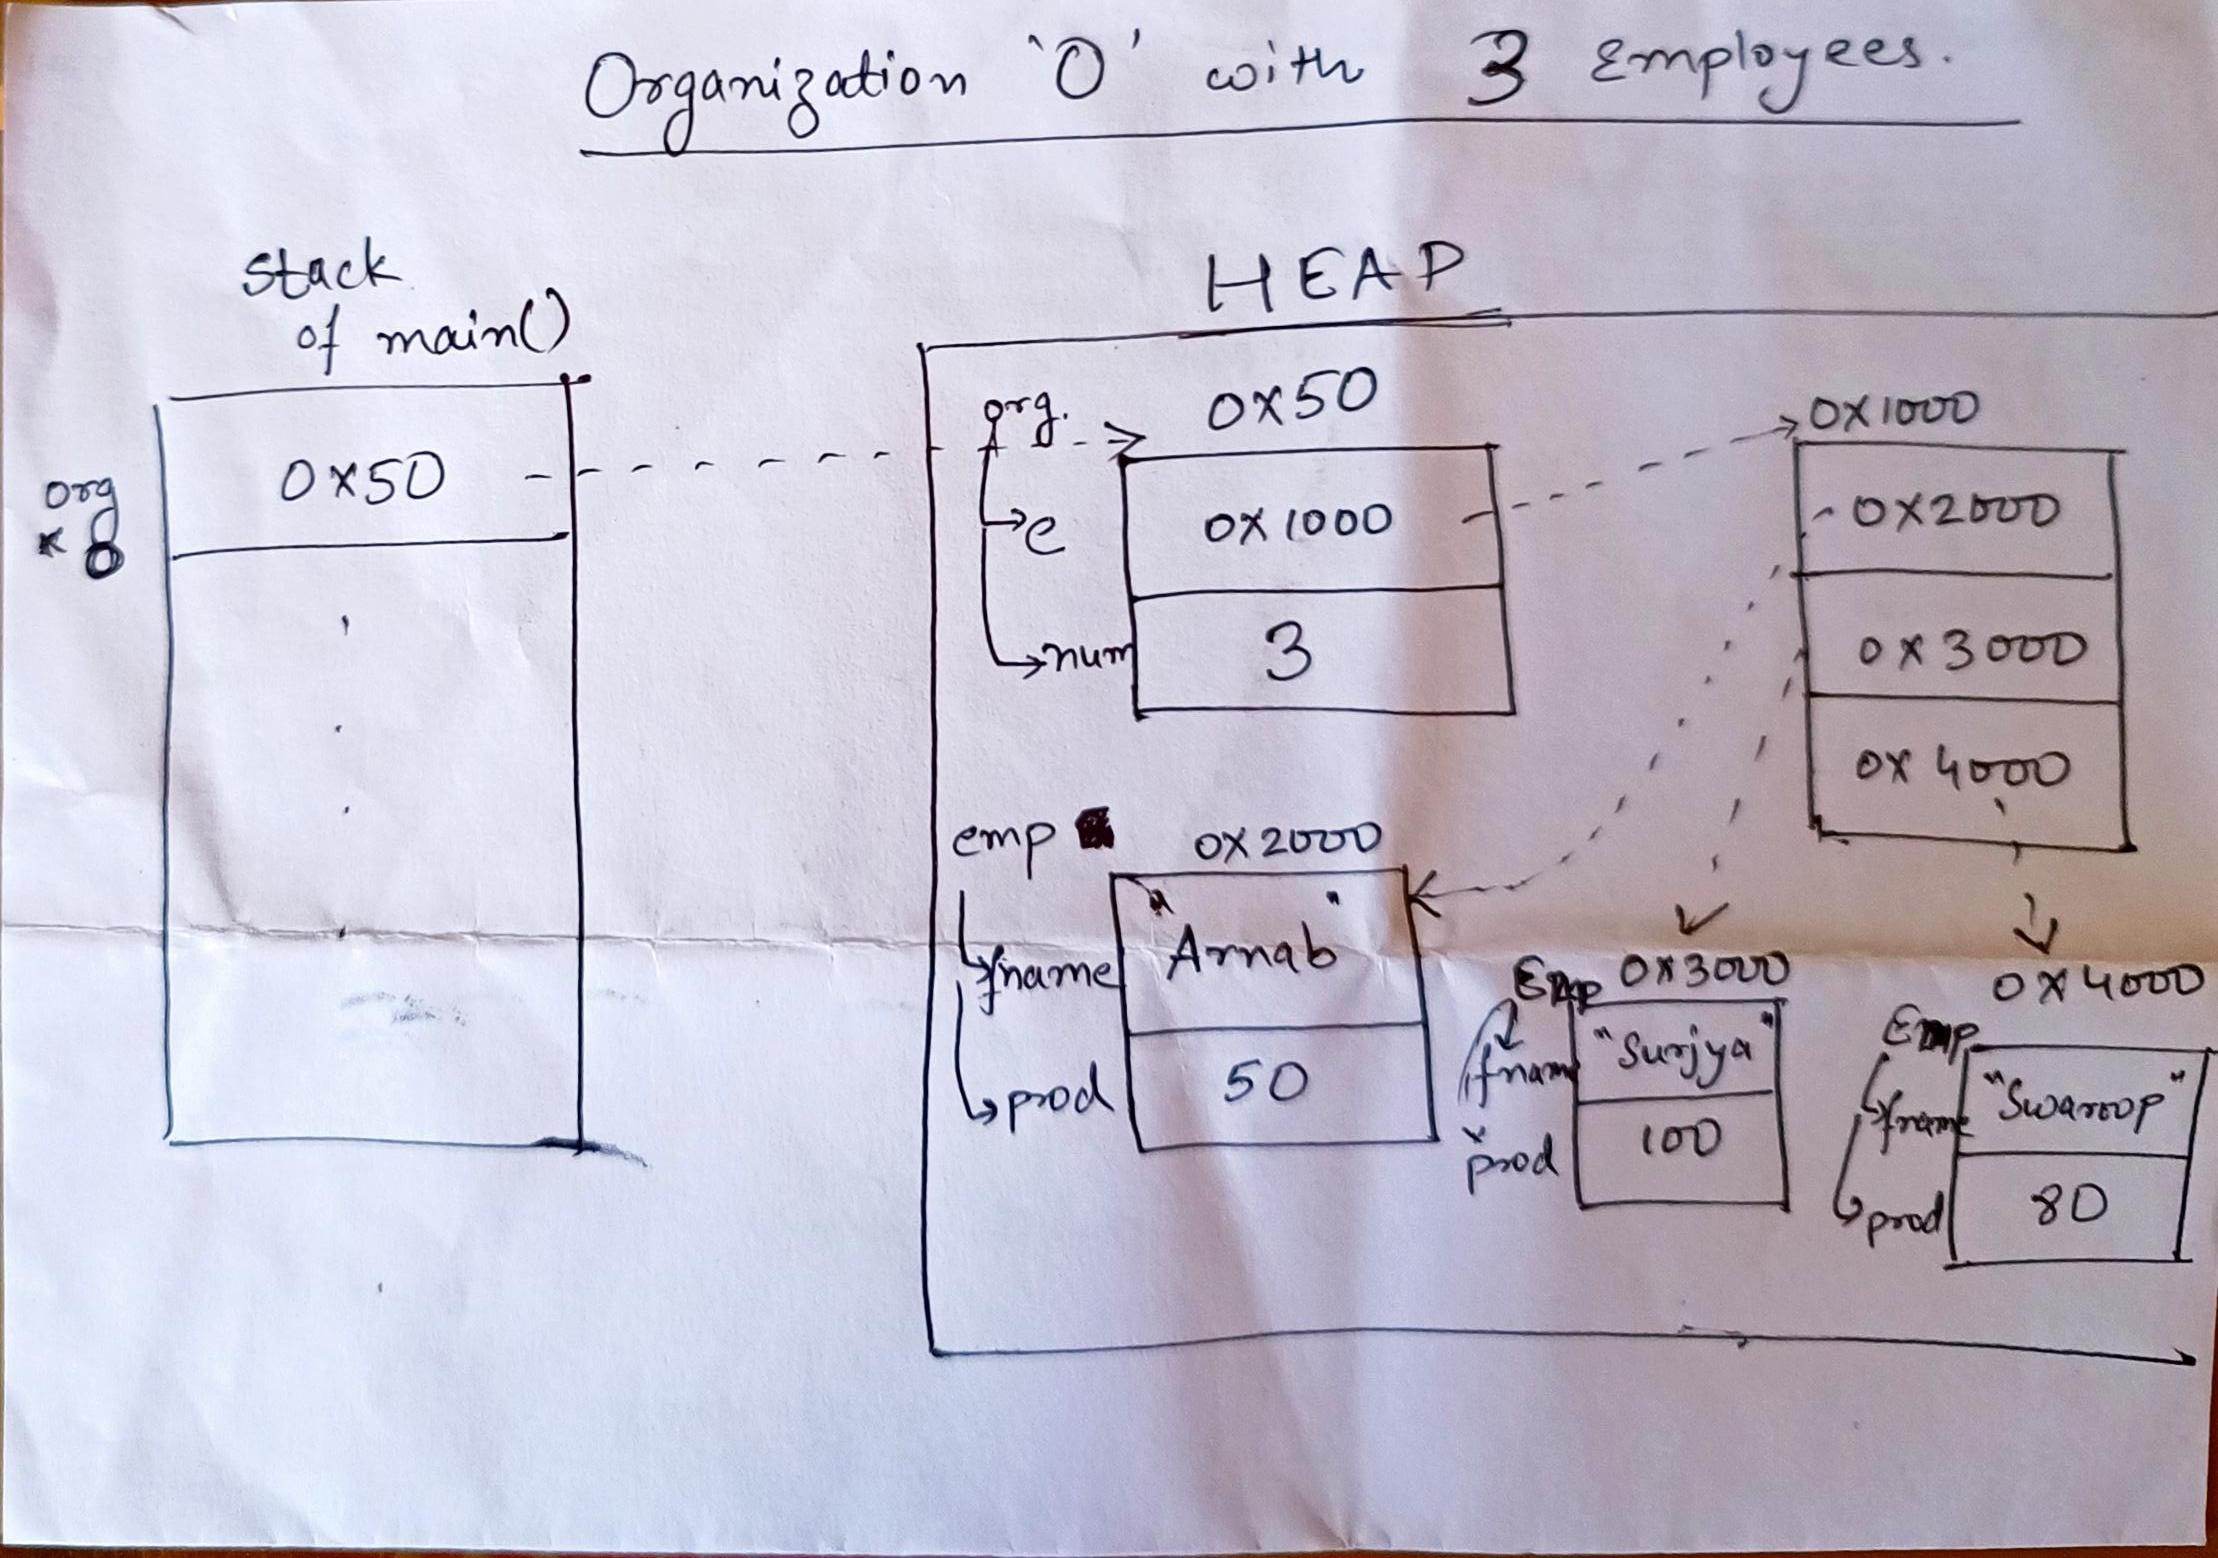 Organization 'O' with 3 Employees.
Stack
of main()
HEAP
org
* O
0x50
org.
0x50
e
0x1000
num
3
0x1000
0x2000
0x3000
0x4000
emp
0x2000
fname
"Arnab"
prod
50
Emp
0x3000
fname
"Surjya"
prod
100
0x4000
Emp
fname
"Swaroop"
prod
80